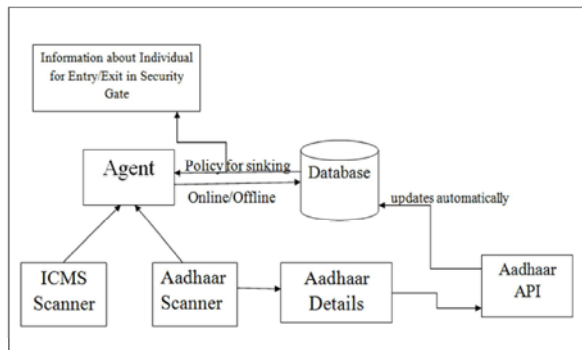 Information about Individual
for Entry/Exit in Security
Gate
Agent
Policy for sinking
Online/Offline
Database
updates automatically
ICMS
Scanner
Aadhaar
Scanner
Aadhaar
Details
Aadhaar
API